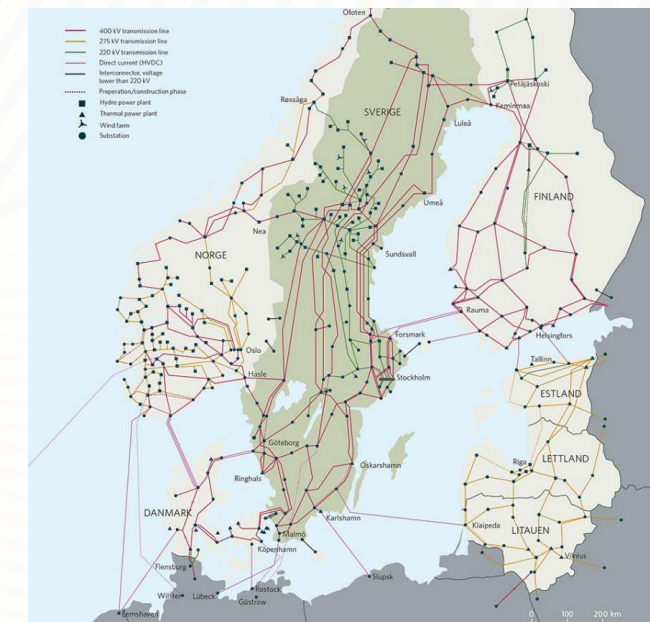 400 kV transmission line
275 kV transmission line
220 kV transmission line
Direct current (HVDC)
Interconnector, voltage
lower than 220 kV
Preperation/construction phase
Hydro power plant
Thermal power plant
Wind farm
Substation
Ofoten
Røssåga
SVERIGE
Petäjäskoski
Keminmaa
Luleå
FINLAND
Umeå
Nea
NORGE
Sundsvall
Rauma
Forsmark
Helsingfors
Oslo
Tallinn
Hasle
Stockholm
ESTLAND
Göteborg
LETTLAND
Riga
Oskarshamn
Ringhals
DANMARK
Karlshamn
Klaipeda
LITAUEN
Malmö
Köpenhamn
Vilnius
Flensburg
Slupsk
Rostock
Lübeck
Güstrow
Eemshaven
0 100 200 km